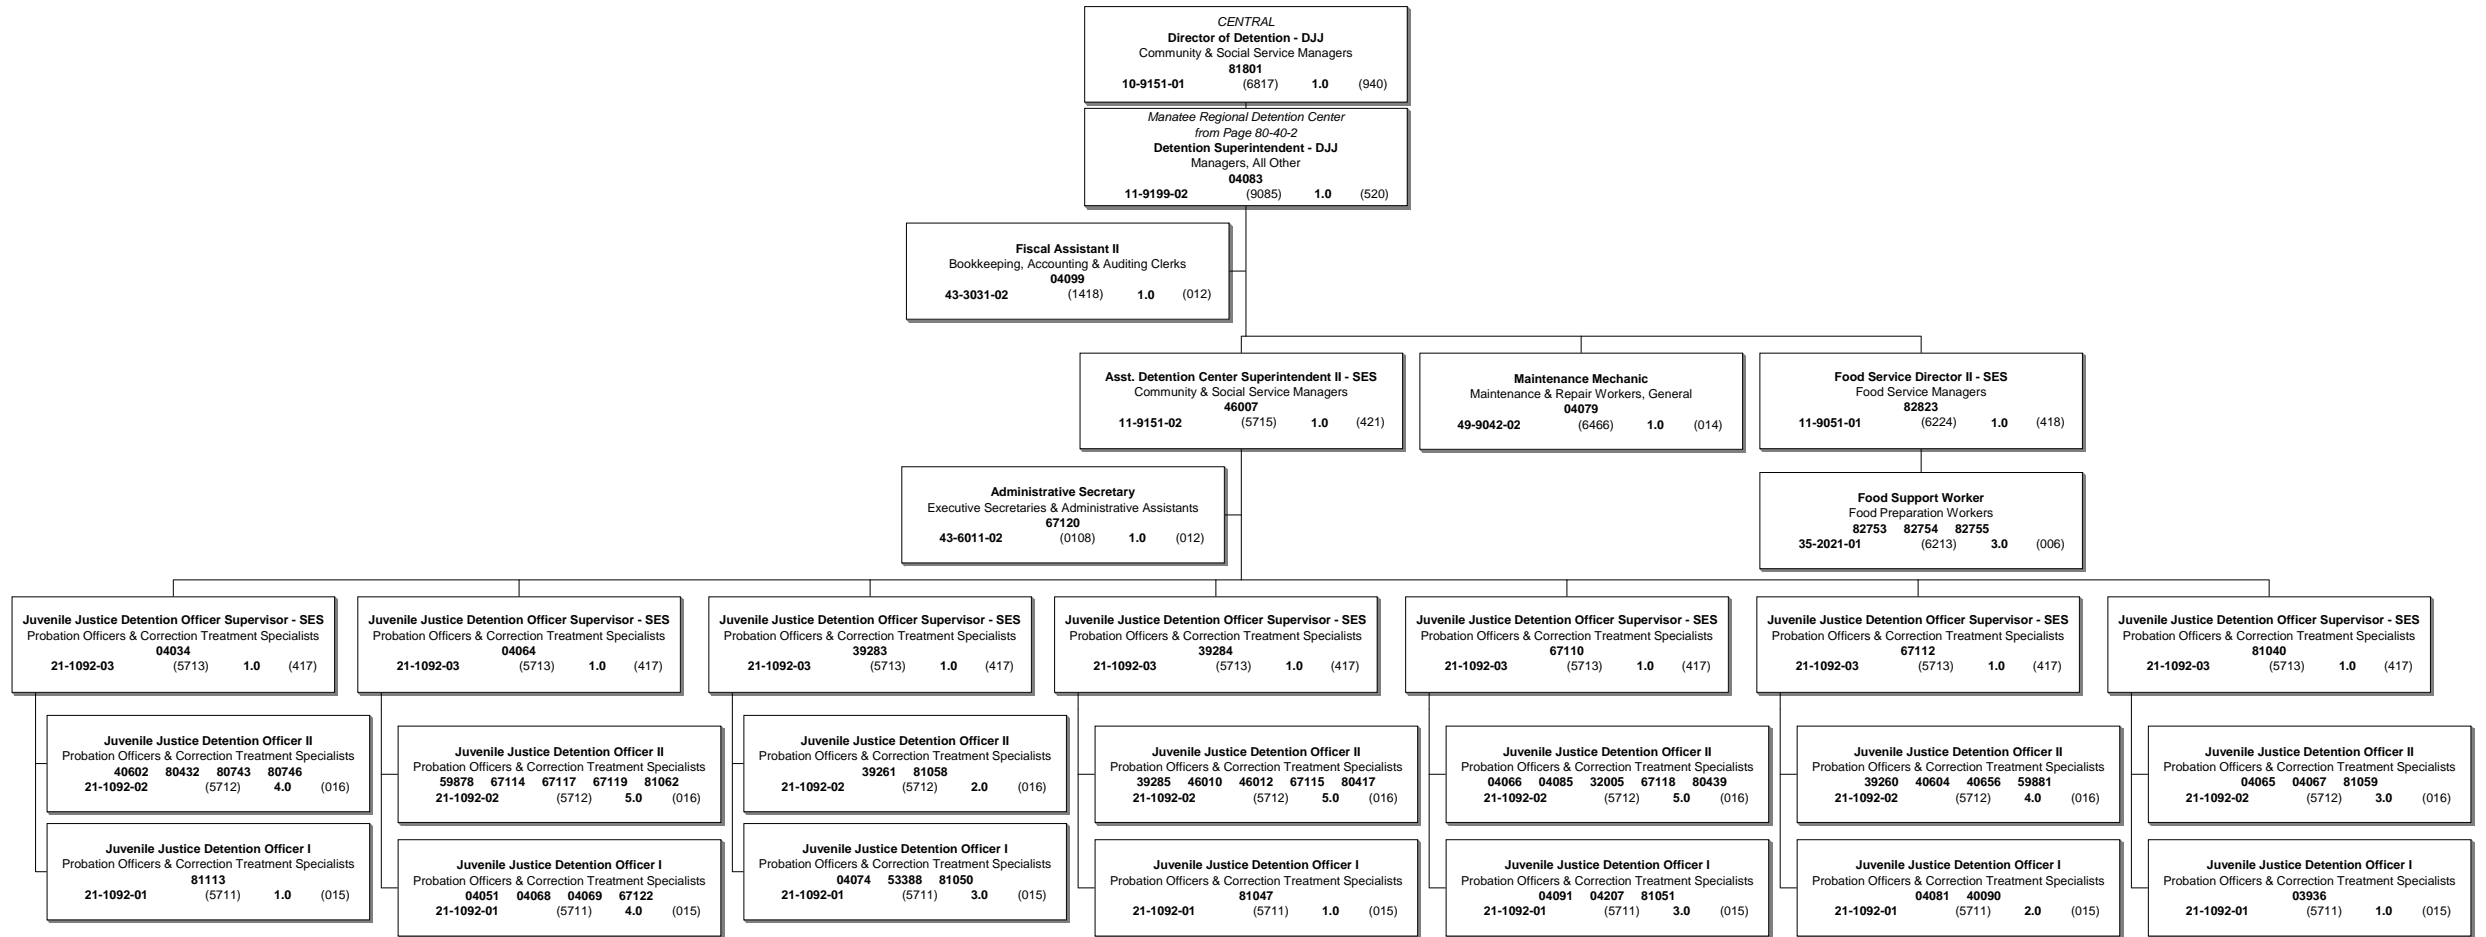 CENTRAL
Director of Detention - DJJ
Community & Social Service Managers
81801
10-9151-01 (6817) 1.0 (940)
Manatee Regional Detention Center
from Page 80-40-2
Detention Superintendent - DJJ
Managers, All Other
04083
11-9199-02 (9085) 1.0 (520)
Fiscal Assistant II
Bookkeeping, Accounting & Auditing Clerks
04099
43-3031-02 (1418) 1.0 (012)
Asst. Detention Center Superintendent II - SES
Community & Social Service Managers
46007
11-9151-02 (5715) 1.0 (421)
Maintenance Mechanic
Maintenance & Repair Workers, General
04079
49-9042-02 (6466) 1.0 (014)
Food Service Director II - SES
Food Service Managers
82823
11-9051-01 (6224) 1.0 (418)
Administrative Secretary
Executive Secretaries & Administrative Assistants
67120
43-6011-02 (0108) 1.0 (012)
Food Support Worker
Food Preparation Workers
82753 82754 82755
35-2021-01 (6213) 3.0 (006)
Juvenile Justice Detention Officer Supervisor - SES
Probation Officers & Correction Treatment Specialists
04034
21-1092-03 (5713) 1.0 (417)
Juvenile Justice Detention Officer Supervisor - SES
Probation Officers & Correction Treatment Specialists
04064
21-1092-03 (5713) 1.0 (417)
Juvenile Justice Detention Officer Supervisor - SES
Probation Officers & Correction Treatment Specialists
39283
21-1092-03 (5713) 1.0 (417)
Juvenile Justice Detention Officer Supervisor - SES
Probation Officers & Correction Treatment Specialists
39284
21-1092-03 (5713) 1.0 (417)
Juvenile Justice Detention Officer Supervisor - SES
Probation Officers & Correction Treatment Specialists
67110
21-1092-03 (5713) 1.0 (417)
Juvenile Justice Detention Officer Supervisor - SES
Probation Officers & Correction Treatment Specialists
67112
21-1092-03 (5713) 1.0 (417)
Juvenile Justice Detention Officer Supervisor - SES
Probation Officers & Correction Treatment Specialists
81040
21-1092-03 (5713) 1.0 (417)
Juvenile Justice Detention Officer II
Probation Officers & Correction Treatment Specialists
40602 80432 80743 80746
21-1092-02 (5712) 4.0 (016)
Juvenile Justice Detention Officer II
Probation Officers & Correction Treatment Specialists
59878 67114 67117 67119 81062
21-1092-02 (5712) 5.0 (016)
Juvenile Justice Detention Officer II
Probation Officers & Correction Treatment Specialists
39261 81058
21-1092-02 (5712) 2.0 (016)
Juvenile Justice Detention Officer II
Probation Officers & Correction Treatment Specialists
39285 46010 46012 67115 80417
21-1092-02 (5712) 5.0 (016)
Juvenile Justice Detention Officer II
Probation Officers & Correction Treatment Specialists
04066 04085 32005 67118 80439
21-1092-02 (5712) 5.0 (016)
Juvenile Justice Detention Officer II
Probation Officers & Correction Treatment Specialists
39260 40604 40656 59881
21-1092-02 (5712) 4.0 (016)
Juvenile Justice Detention Officer II
Probation Officers & Correction Treatment Specialists
04065 04067 81059
21-1092-02 (5712) 3.0 (016)
Juvenile Justice Detention Officer I
Probation Officers & Correction Treatment Specialists
81113
21-1092-01 (5711) 1.0 (015)
Juvenile Justice Detention Officer I
Probation Officers & Correction Treatment Specialists
04051 04068 04069 67122
21-1092-01 (5711) 4.0 (015)
Juvenile Justice Detention Officer I
Probation Officers & Correction Treatment Specialists
04074 53388 81050
21-1092-01 (5711) 3.0 (015)
Juvenile Justice Detention Officer I
Probation Officers & Correction Treatment Specialists
81047
21-1092-01 (5711) 1.0 (015)
Juvenile Justice Detention Officer I
Probation Officers & Correction Treatment Specialists
04091 04207 81051
21-1092-01 (5711) 3.0 (015)
Juvenile Justice Detention Officer I
Probation Officers & Correction Treatment Specialists
04081 40090
21-1092-01 (5711) 2.0 (015)
Juvenile Justice Detention Officer I
Probation Officers & Correction Treatment Specialists
03936
21-1092-01 (5711) 1.0 (015)